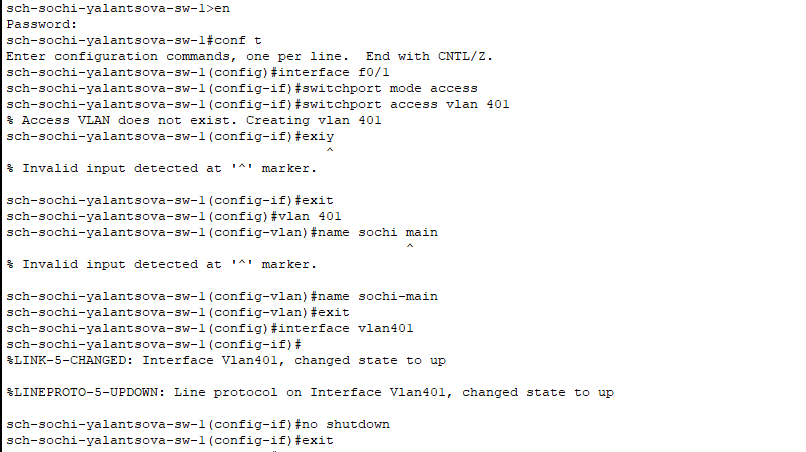 sch-sochi-yalantsova-sw-1>en
Password:
sch-sochi-yalantsova-sw-1#conf t
Enter configuration commands, one per line.  End with CNTL/Z.
sch-sochi-yalantsova-sw-1(config)#interface f0/1
sch-sochi-yalantsova-sw-1(config-if)#switchport mode access
sch-sochi-yalantsova-sw-1(config-if)#switchport access vlan 401
% Access VLAN does not exist. Creating vlan 401
sch-sochi-yalantsova-sw-1(config-if)#exiy
^
% Invalid input detected at '^' marker.
sch-sochi-yalantsova-sw-1(config-if)#exit
sch-sochi-yalantsova-sw-1(config)#vlan 401
sch-sochi-yalantsova-sw-1(config-vlan)#name sochi main
^
% Invalid input detected at '^' marker.
sch-sochi-yalantsova-sw-1(config-vlan)#name sochi-main
sch-sochi-yalantsova-sw-1(config-vlan)#exit
sch-sochi-yalantsova-sw-1(config)#interface vlan401
sch-sochi-yalantsova-sw-1(config-if)#
%LINK-5-CHANGED: Interface Vlan401, changed state to up
%LINEPROTO-5-UPDOWN: Line protocol on Interface Vlan401, changed state to up
sch-sochi-yalantsova-sw-1(config-if)#no shutdown
sch-sochi-yalantsova-sw-1(config-if)#exit